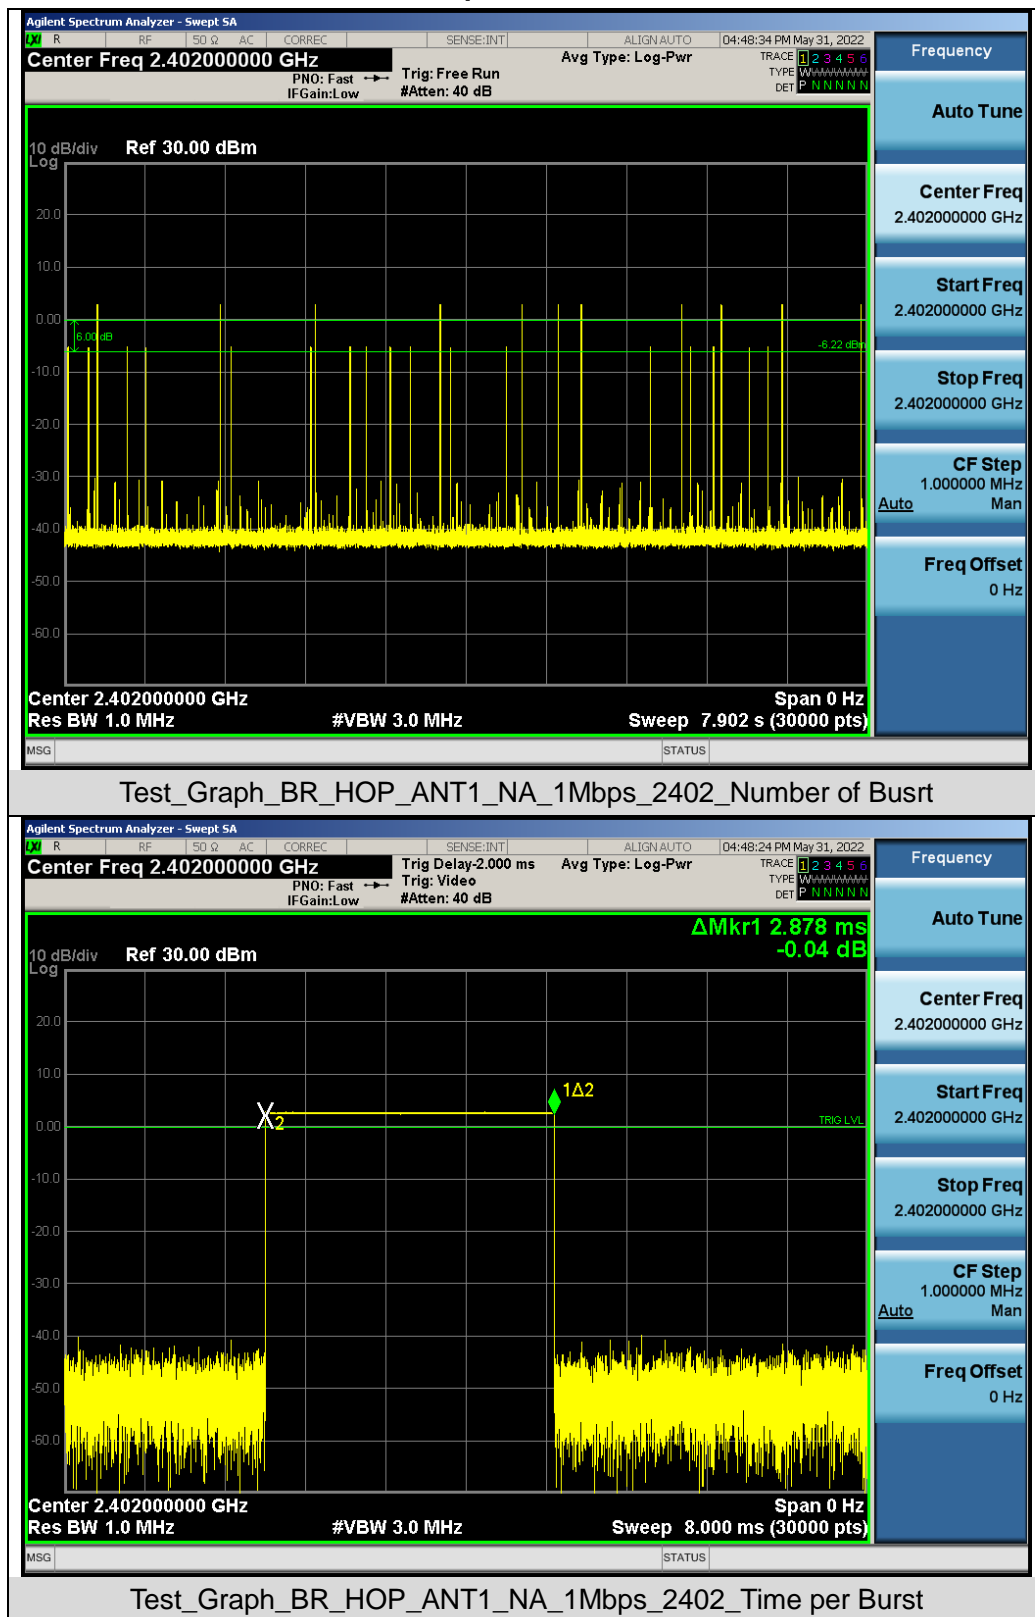 Agilent Spectrum Analyzer - Swept SA
LXI R RF 50 Ω AC CORREC SENSE:INT ALIGN AUTO 04:48:34 PM May 31, 2022
Center Freq 2.402000000 GHz
PNO: Fast
IFGain:Low
Trig: Free Run
#Atten: 40 dB
Avg Type: Log-Pwr
TRACE 1 2 3 4 5 6
TYPE WWWWWW
DET P N N N N N
10 dB/div Ref 30.00 dBm
Log
20.0
10.0
0.00
6.00 dB
-6.22 dBm
-10.0
-20.0
-30.0
-40.0
-50.0
-60.0
Center 2.402000000 GHz Span 0 Hz
Res BW 1.0 MHz #VBW 3.0 MHz Sweep 7.902 s (30000 pts)
MSG STATUS
Frequency
Auto Tune
Center Freq
2.402000000 GHz
Start Freq
2.402000000 GHz
Stop Freq
2.402000000 GHz
CF Step
1.000000 MHz
Auto Man
Freq Offset
0 Hz
Test_Graph_BR_HOP_ANT1_NA_1Mbps_2402_Number of Busrt
Agilent Spectrum Analyzer - Swept SA
LXI R RF 50 Ω AC CORREC SENSE:INT ALIGN AUTO 04:48:24 PM May 31, 2022
Center Freq 2.402000000 GHz
PNO: Fast
IFGain:Low
Trig Delay-2.000 ms
Trig: Video
#Atten: 40 dB
Avg Type: Log-Pwr
TRACE 1 2 3 4 5 6
TYPE WWWWWW
DET P N N N N N
ΔMkr1 2.878 ms
-0.04 dB
10 dB/div Ref 30.00 dBm
Log
20.0
10.0
1Δ2
X2
0.00
TRIG LVL
-10.0
-20.0
-30.0
-40.0
-50.0
-60.0
Center 2.402000000 GHz Span 0 Hz
Res BW 1.0 MHz #VBW 3.0 MHz Sweep 8.000 ms (30000 pts)
MSG STATUS
Frequency
Auto Tune
Center Freq
2.402000000 GHz
Start Freq
2.402000000 GHz
Stop Freq
2.402000000 GHz
CF Step
1.000000 MHz
Auto Man
Freq Offset
0 Hz
Test_Graph_BR_HOP_ANT1_NA_1Mbps_2402_Time per Burst